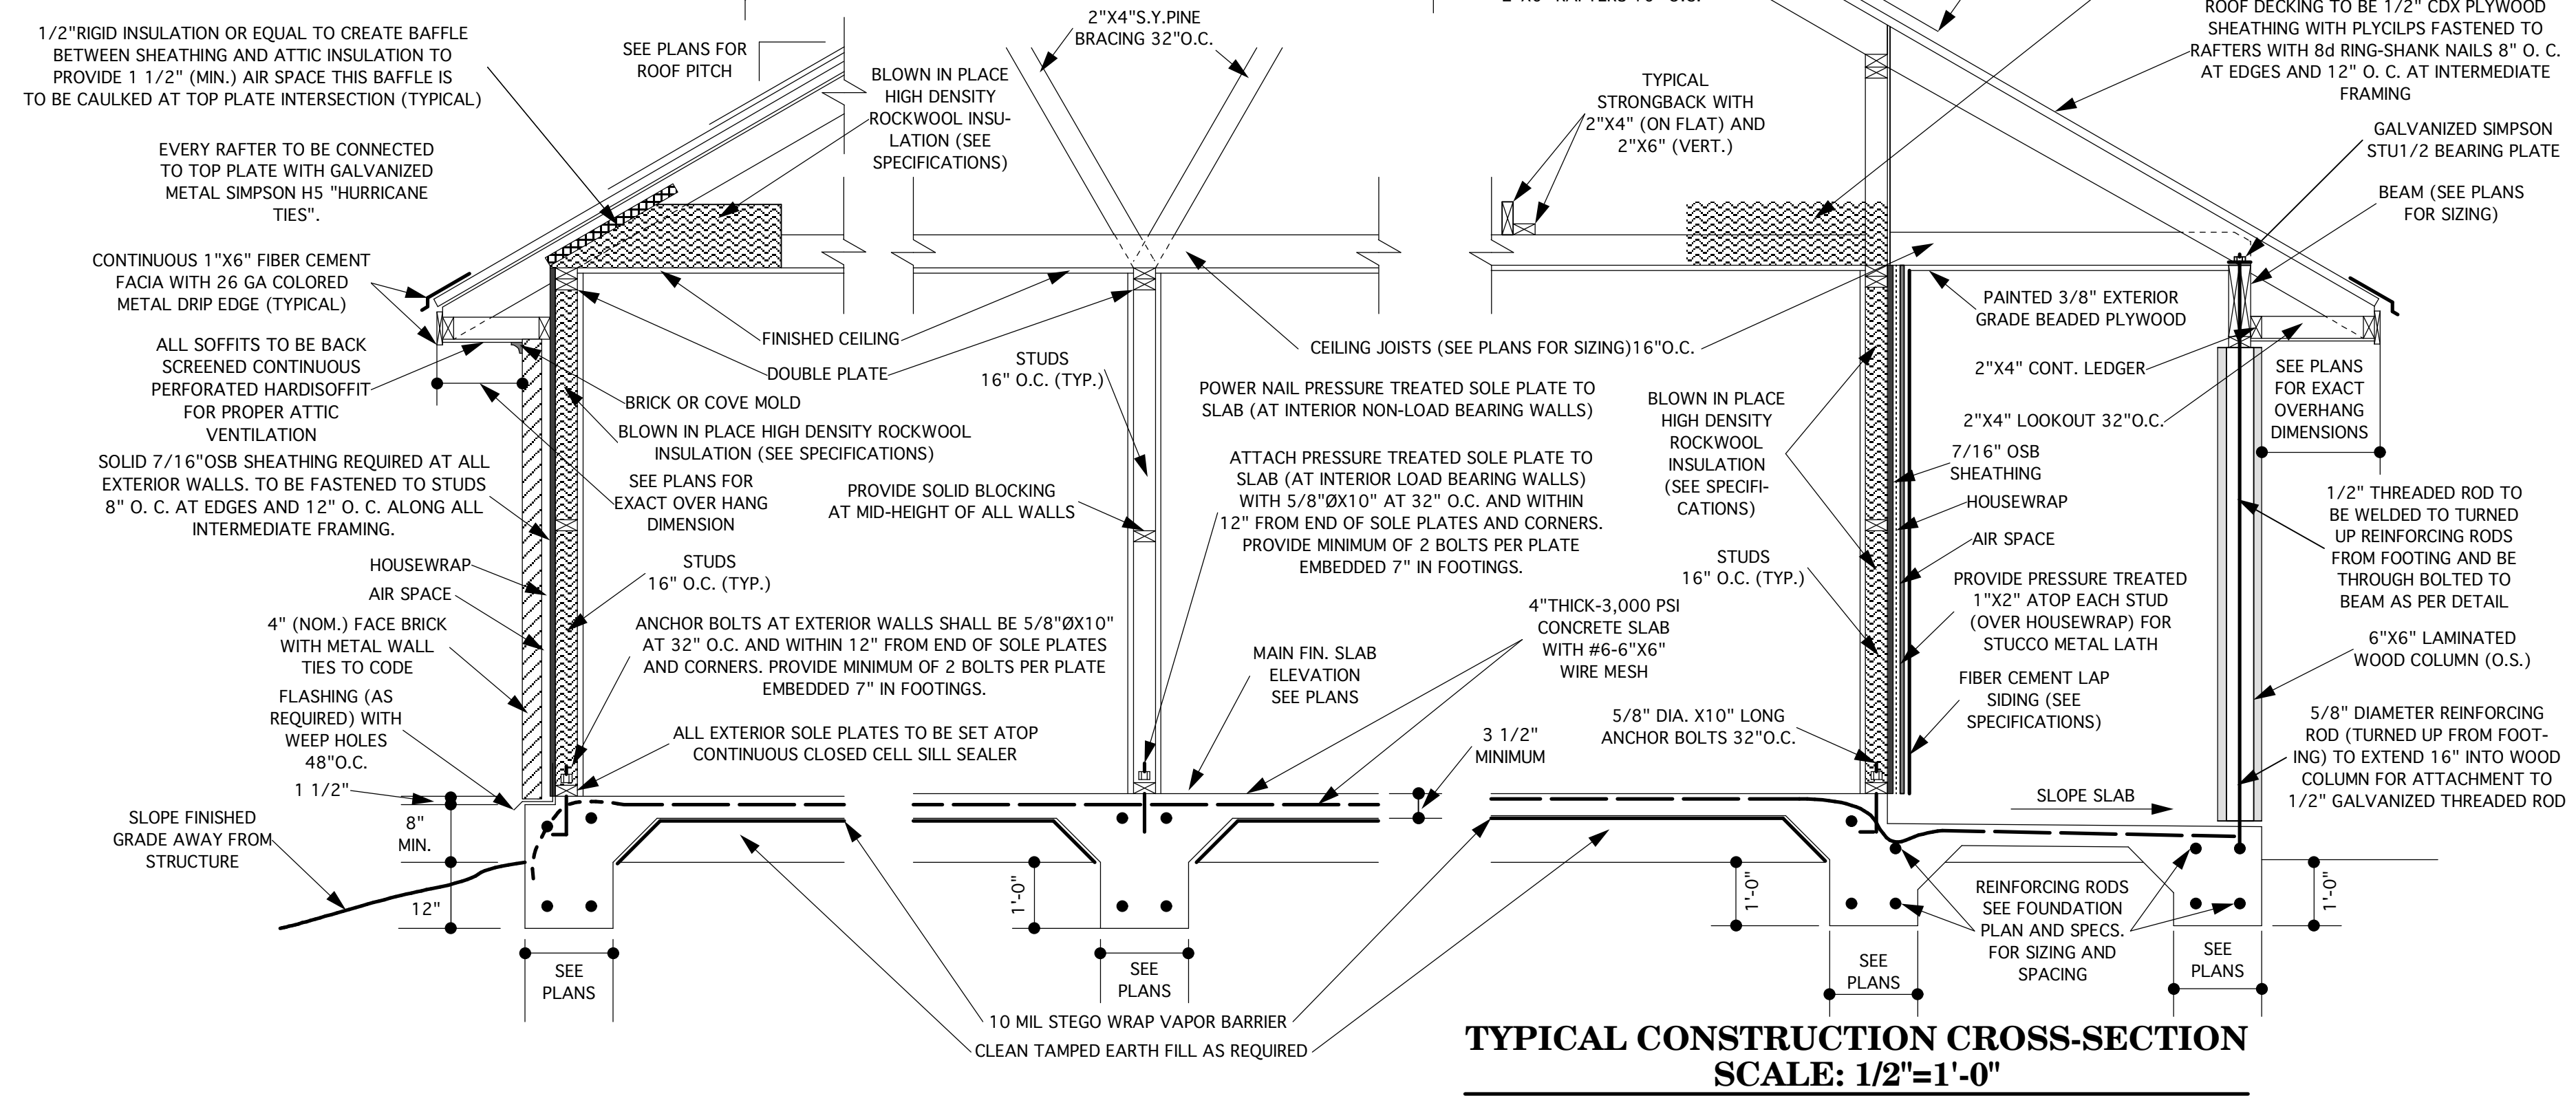 1/2"RIGID INSULATION OR EQUAL TO CREATE BAFFLE
BETWEEN SHEATHING AND ATTIC INSULATION TO
PROVIDE 1 1/2" (MIN.) AIR SPACE THIS BAFFLE IS
TO BE CAULKED AT TOP PLATE INTERSECTION (TYPICAL)
EVERY RAFTER TO BE CONNECTED
TO TOP PLATE WITH GALVANIZED
METAL SIMPSON H5 "HURRICANE
TIES".
CONTINUOUS 1"X6" FIBER CEMENT
FACIA WITH 26 GA COLORED
METAL DRIP EDGE (TYPICAL)
ALL SOFFITS TO BE BACK
SCREENED CONTINUOUS
PERFORATED HARDISOFFIT
FOR PROPER ATTIC
VENTILATION
SOLID 7/16"OSB SHEATHING REQUIRED AT ALL
EXTERIOR WALLS. TO BE FASTENED TO STUDS
8" O. C. AT EDGES AND 12" O. C. ALONG ALL
INTERMEDIATE FRAMING.
HOUSEWRAP
AIR SPACE
4" (NOM.) FACE BRICK
WITH METAL WALL
TIES TO CODE
FLASHING (AS
REQUIRED) WITH
WEEP HOLES
48"O.C.
1 1/2"
SLOPE FINISHED
GRADE AWAY FROM
STRUCTURE
8"
MIN.
12"
SEE
PLANS
SEE PLANS FOR
ROOF PITCH
BLOWN IN PLACE
HIGH DENSITY
ROCKWOOL INSU-
LATION (SEE
SPECIFICATIONS)
2"X4"S.Y.PINE
BRACING 32"O.C.
FINISHED CEILING
DOUBLE PLATE
BRICK OR COVE MOLD
BLOWN IN PLACE HIGH DENSITY ROCKWOOL
INSULATION (SEE SPECIFICATIONS)
SEE PLANS FOR
EXACT OVER HANG
DIMENSION
STUDS
16" O.C. (TYP.)
ANCHOR BOLTS AT EXTERIOR WALLS SHALL BE 5/8"ØX10"
AT 32" O.C. AND WITHIN 12" FROM END OF SOLE PLATES
AND CORNERS. PROVIDE MINIMUM OF 2 BOLTS PER PLATE
EMBEDDED 7" IN FOOTINGS.
ALL EXTERIOR SOLE PLATES TO BE SET ATOP
CONTINUOUS CLOSED CELL SILL SEALER
STUDS
16" O.C. (TYP.)
PROVIDE SOLID BLOCKING
AT MID-HEIGHT OF ALL WALLS
1'-0"
SEE
PLANS
10 MIL STEGO WRAP VAPOR BARRIER
CLEAN TAMPED EARTH FILL AS REQUIRED
TYPICAL
STRONGBACK WITH
2"X4" (ON FLAT) AND
2"X6" (VERT.)
CEILING JOISTS (SEE PLANS FOR SIZING)16"O.C.
POWER NAIL PRESSURE TREATED SOLE PLATE TO
SLAB (AT INTERIOR NON-LOAD BEARING WALLS)
ATTACH PRESSURE TREATED SOLE PLATE TO
SLAB (AT INTERIOR LOAD BEARING WALLS)
WITH 5/8"ØX10" AT 32" O.C. AND WITHIN
12" FROM END OF SOLE PLATES AND CORNERS.
PROVIDE MINIMUM OF 2 BOLTS PER PLATE
EMBEDDED 7" IN FOOTINGS.
MAIN FIN. SLAB
ELEVATION
SEE PLANS
4"THICK-3,000 PSI
CONCRETE SLAB
WITH #6-6"X6"
WIRE MESH
3 1/2"
MINIMUM
BLOWN IN PLACE
HIGH DENSITY
ROCKWOOL
INSULATION
(SEE SPECIFI-
CATIONS)
STUDS
16" O.C. (TYP.)
5/8" DIA. X10" LONG
ANCHOR BOLTS 32"O.C.
1'-0"
SEE
PLANS
ROOF DECKING TO BE 1/2" CDX PLYWOOD
SHEATHING WITH PLYCILPS FASTENED TO
RAFTERS WITH 8d RING-SHANK NAILS 8" O. C.
AT EDGES AND 12" O. C. AT INTERMEDIATE
FRAMING
GALVANIZED SIMPSON
STU1/2 BEARING PLATE
BEAM (SEE PLANS
FOR SIZING)
PAINTED 3/8" EXTERIOR
GRADE BEADED PLYWOOD
2"X4" CONT. LEDGER
2"X4" LOOKOUT 32"O.C.
SEE PLANS
FOR EXACT
OVERHANG
DIMENSIONS
7/16" OSB
SHEATHING
HOUSEWRAP
AIR SPACE
PROVIDE PRESSURE TREATED
1"X2" ATOP EACH STUD
(OVER HOUSEWRAP) FOR
STUCCO METAL LATH
FIBER CEMENT LAP
SIDING (SEE
SPECIFICATIONS)
1/2" THREADED ROD TO
BE WELDED TO TURNED
UP REINFORCING RODS
FROM FOOTING AND BE
THROUGH BOLTED TO
BEAM AS PER DETAIL
6"X6" LAMINATED
WOOD COLUMN (O.S.)
5/8" DIAMETER REINFORCING
ROD (TURNED UP FROM FOOT-
ING) TO EXTEND 16" INTO WOOD
COLUMN FOR ATTACHMENT TO
1/2" GALVANIZED THREADED ROD
SLOPE SLAB
REINFORCING RODS
SEE FOUNDATION
PLAN AND SPECS.
FOR SIZING AND
SPACING
SEE
PLANS
1'-0"
TYPICAL CONSTRUCTION CROSS-SECTION
SCALE: 1/2"=1'-0"